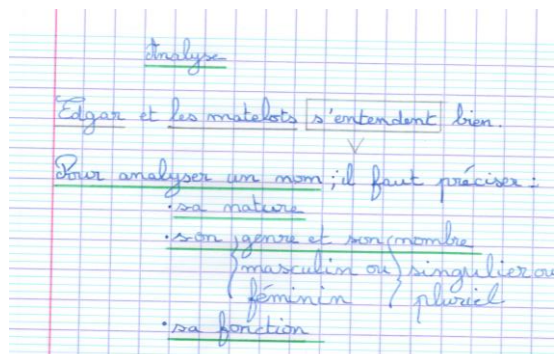 Analyse
Edgar et les matelots s'entendent bien.
V
Pour analyser un nom ; il faut préciser :
• sa nature
• son genre et son nombre
masculin ou singulier ou
féminin pluriel
• sa fonction